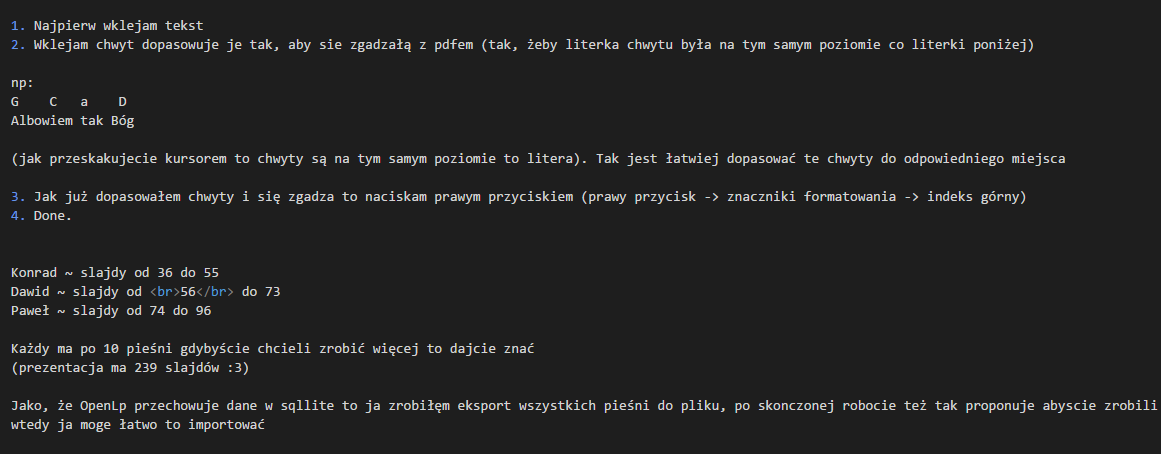 1. Najpierw wklejam tekst
2. Wklejam chwyt dopasowuje je tak, aby sie zgadzałą z pdfem (tak, żeby literka chwytu była na tym samym poziomie co literki poniżej)
np:
G    C   a    D
Albowiem tak Bóg
(jak przeskakujecie kursorem to chwyty są na tym samym poziomie to litera). Tak jest łatwiej dopasować te chwyty do odpowiedniego miejsca
3. Jak już dopasowałem chwyty i się zgadza to naciskam prawym przyciskiem (prawy przycisk -> znaczniki formatowania -> indeks górny)
4. Done.
Konrad ~ slajdy od 36 do 55
Dawid ~ slajdy od <br>56</br> do 73
Paweł ~ slajdy od 74 do 96
Każdy ma po 10 pieśni gdybyście chcieli zrobić więcej to dajcie znać
(prezentacja ma 239 slajdów :3)
Jako, że OpenLp przechowuje dane w sqllite to ja zrobiłęm eksport wszystkich pieśni do pliku, po skonczonej robocie też tak proponuje abyscie zrobili
wtedy ja moge łatwo to importować